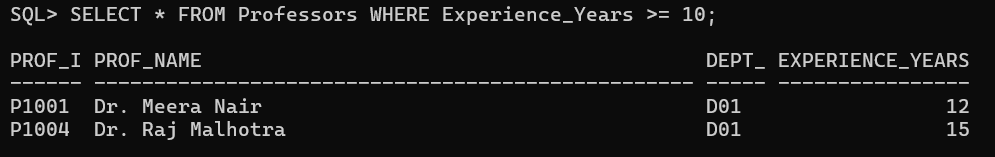 SQL> SELECT * FROM Professors WHERE Experience_Years >= 10;
PROF_I PROF_NAME                                          DEPT_ EXPERIENCE_YEARS
------ -------------------------------------------------- ----- ----------------
P1001  Dr. Meera Nair                                     D01                 12
P1004  Dr. Raj Malhotra                                   D01                 15